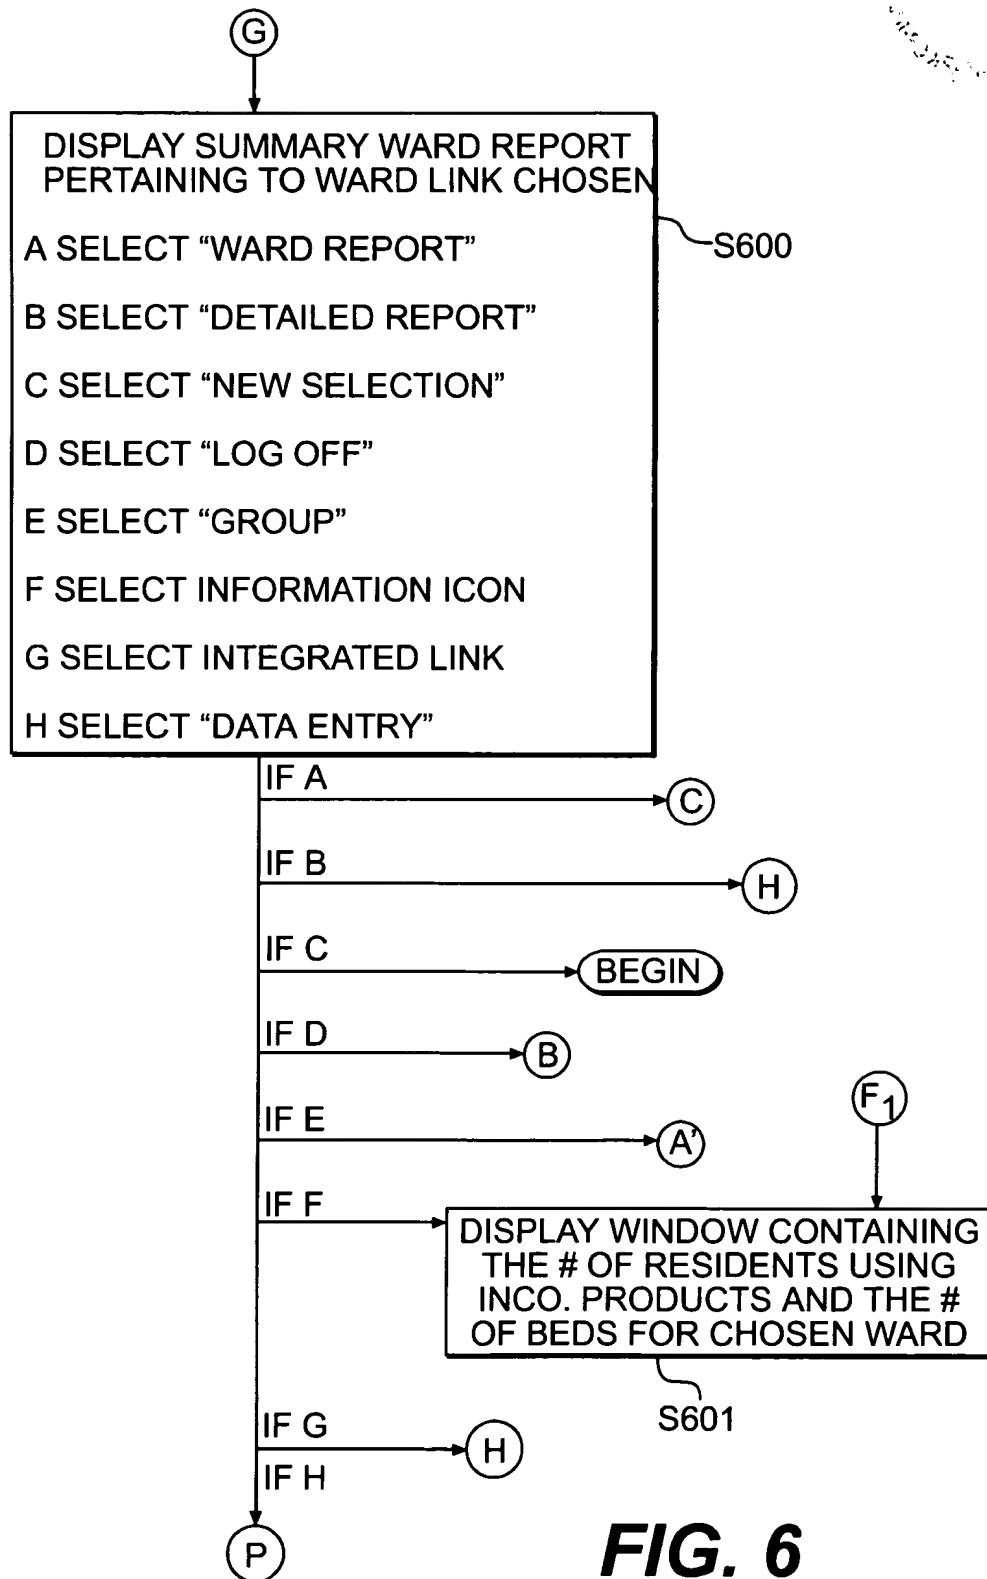 G
DISPLAY SUMMARY WARD REPORT
PERTAINING TO WARD LINK CHOSEN
S600
A SELECT “WARD REPORT”
B SELECT “DETAILED REPORT”
C SELECT “NEW SELECTION”
D SELECT “LOG OFF”
E SELECT “GROUP”
F SELECT INFORMATION ICON
G SELECT INTEGRATED LINK
H SELECT “DATA ENTRY”
IF A
C
IF B
H
IF C
BEGIN
IF D
B
IF E
A'
F1
IF F
DISPLAY WINDOW CONTAINING
THE # OF RESIDENTS USING
INCO. PRODUCTS AND THE #
OF BEDS FOR CHOSEN WARD
S601
IF G
H
IF H
P
FIG. 6